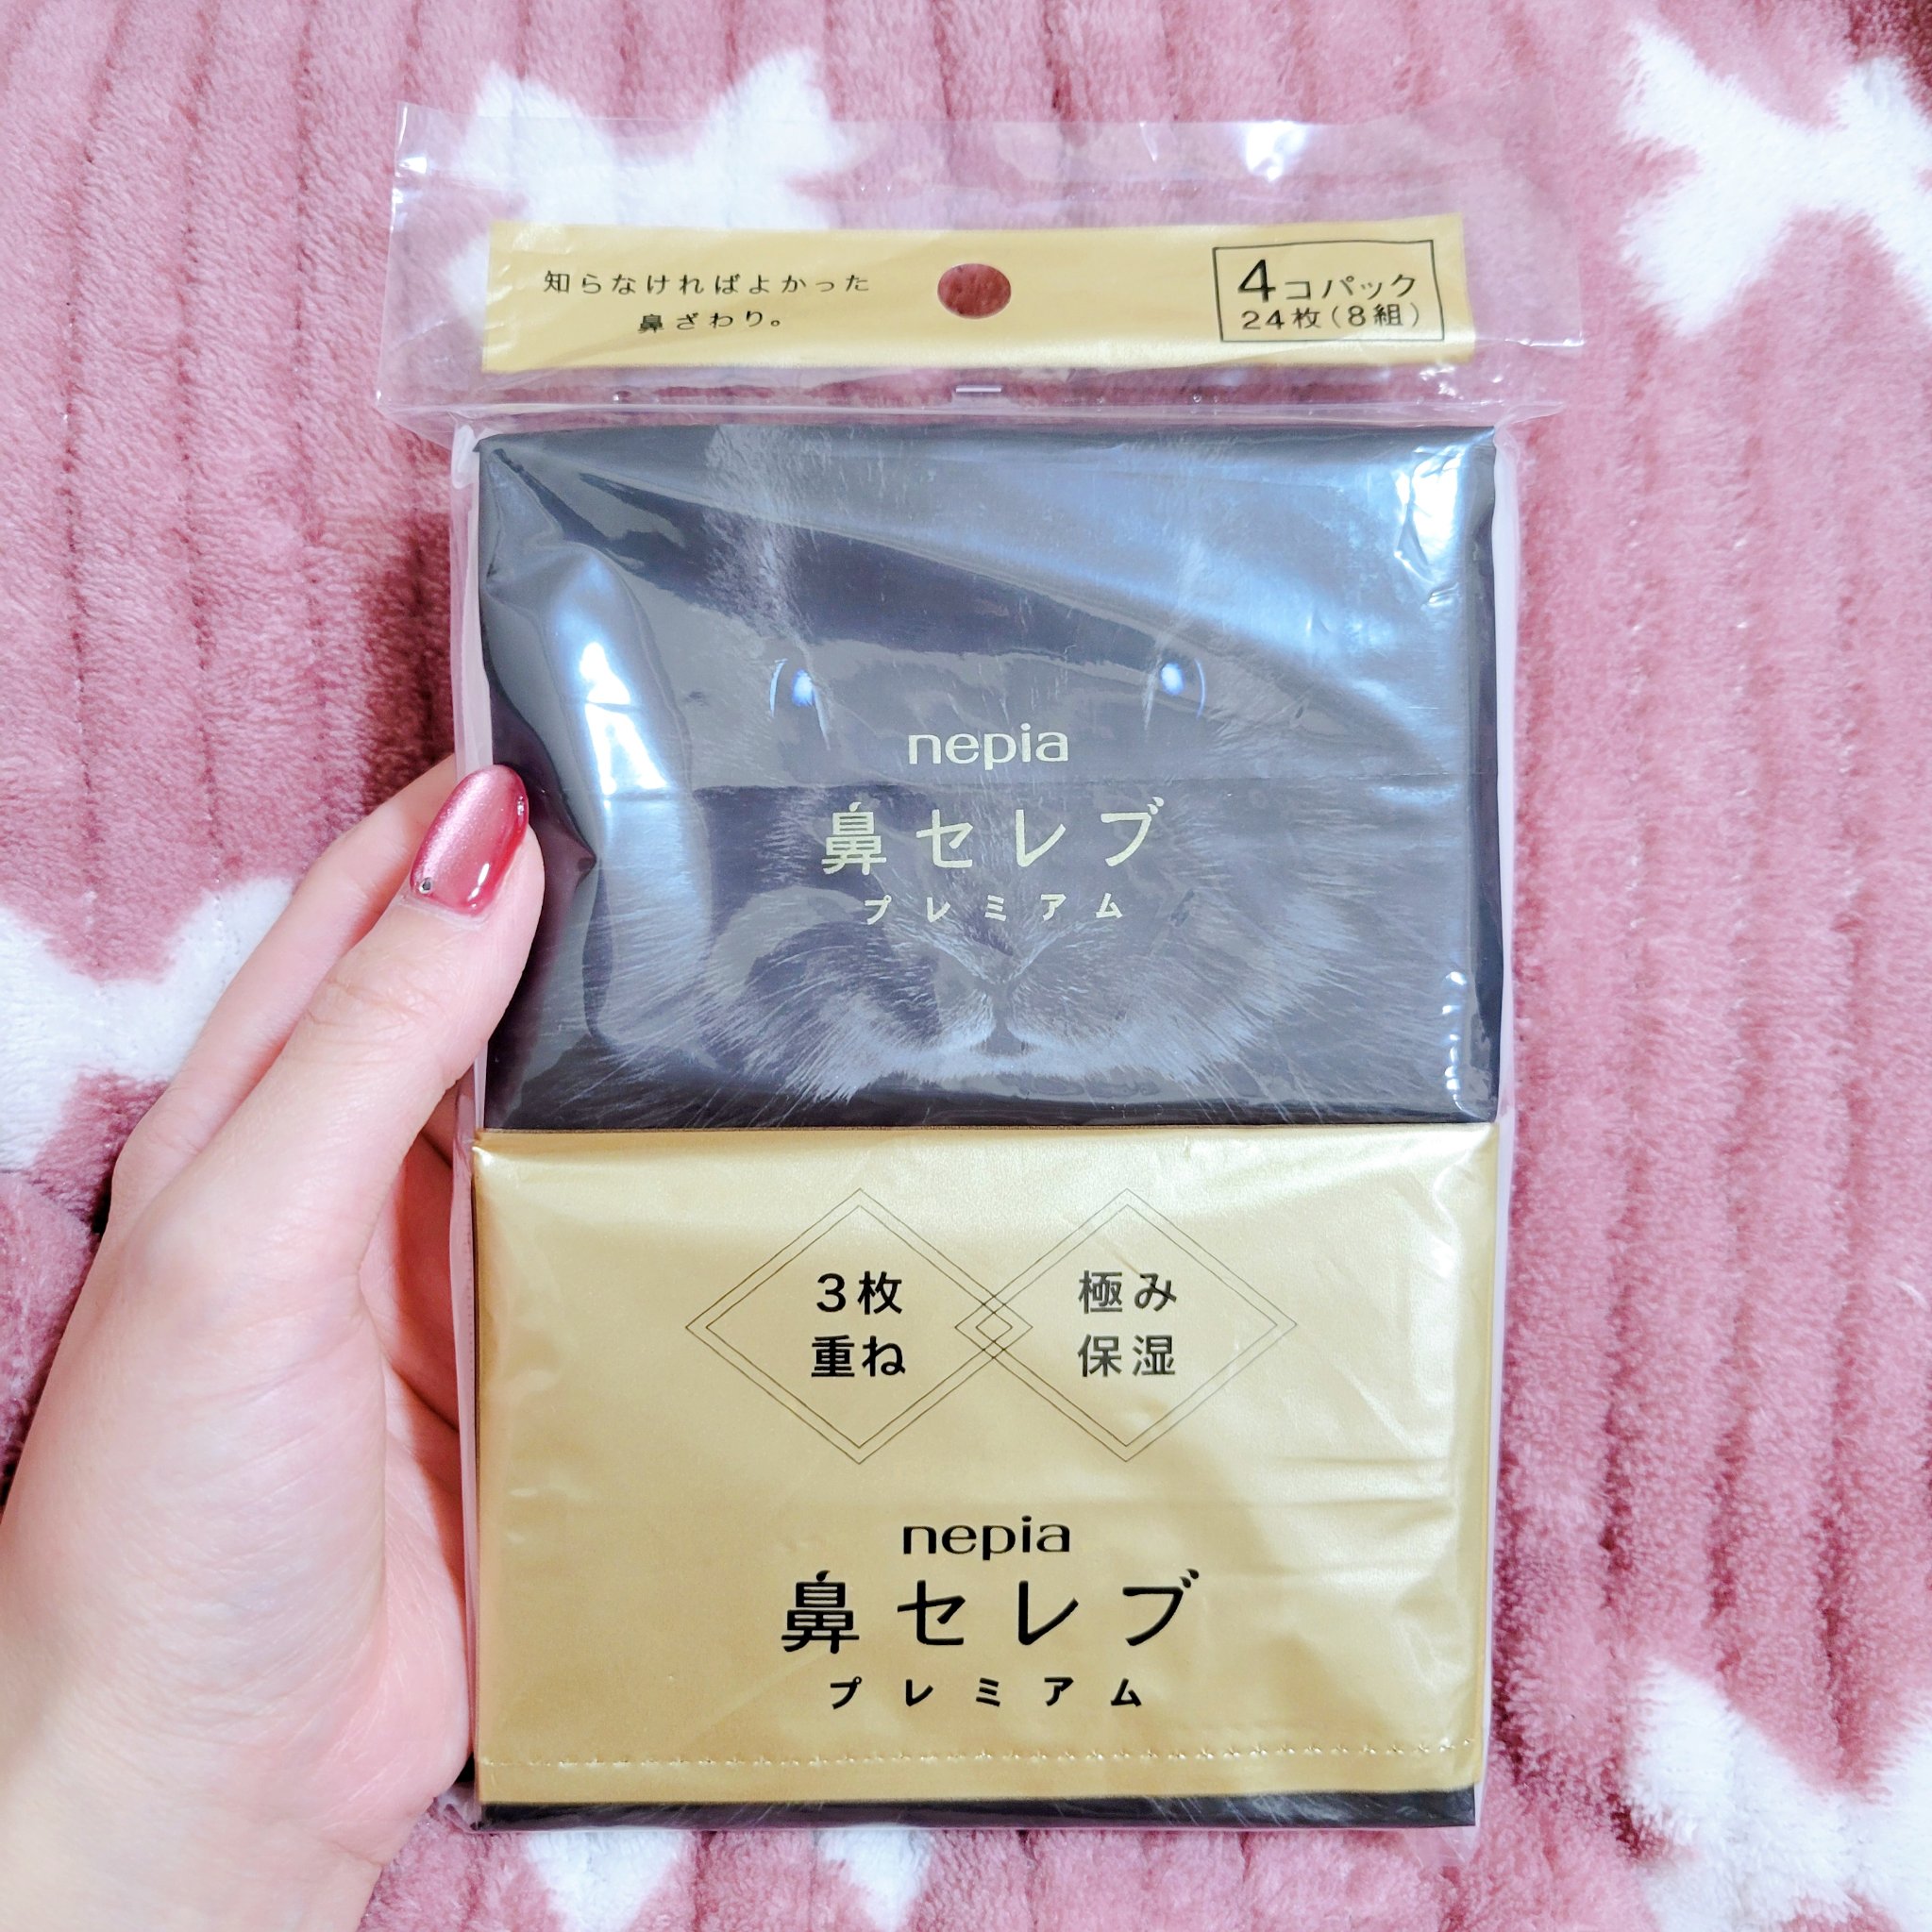 知らなければよかった
鼻ざわり。
4コパック
24枚(8組)
nepia
鼻セレブ
プレミアム
3枚
重ね
極み
保湿
nepia
鼻セレブ
プレミアム